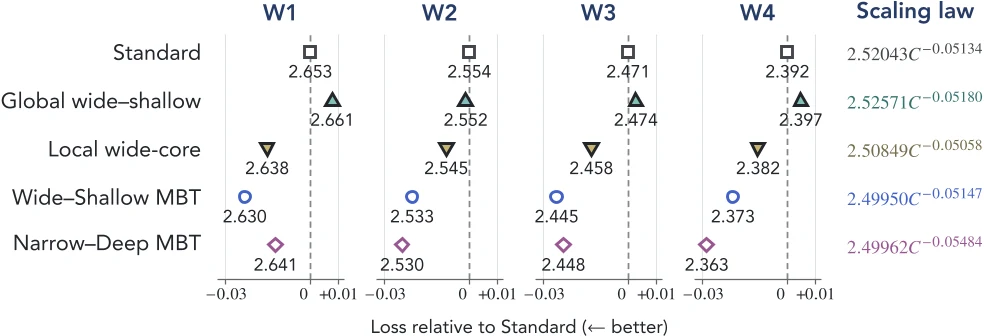 W1 W2 W3 W4 Scaling law
Standard 2.52043C^−0.05134
2.653 2.554 2.471 2.392
Global wide–shallow 2.52571C^−0.05180
2.661 2.552 2.474 2.397
Local wide-core 2.50849C^−0.05058
2.638 2.545 2.458 2.382
Wide–Shallow MBT 2.49950C^−0.05147
2.630 2.533 2.445 2.373
Narrow–Deep MBT 2.49962C^−0.05484
2.641 2.530 2.448 2.363
−0.03 0 +0.01 −0.03 0 +0.01 −0.03 0 +0.01 −0.03 0 +0.01
Loss relative to Standard (← better)